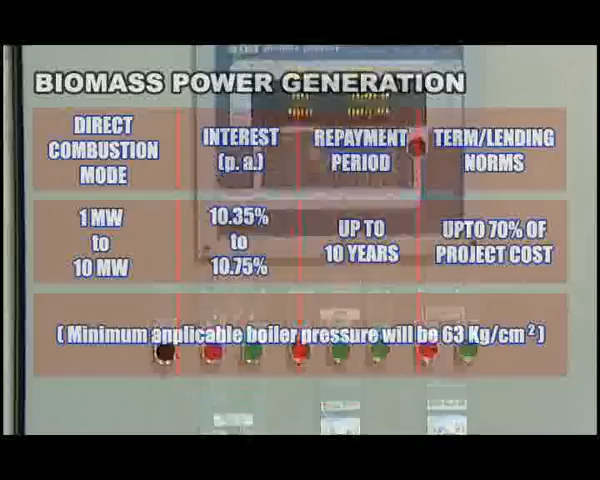 BIOMASS POWER GENERATION
DIRECT
COMBUSTION
MODE
INTEREST
(p. a.)
REPAYMENT
PERIOD
TERM/LENDING
NORMS
1 MW
to
10 MW
10.35%
to
10.75%
UP TO
10 YEARS
UPTO 70% OF
PROJECT COST
( Minimum applicable boiler pressure will be 63 Kg/cm² )